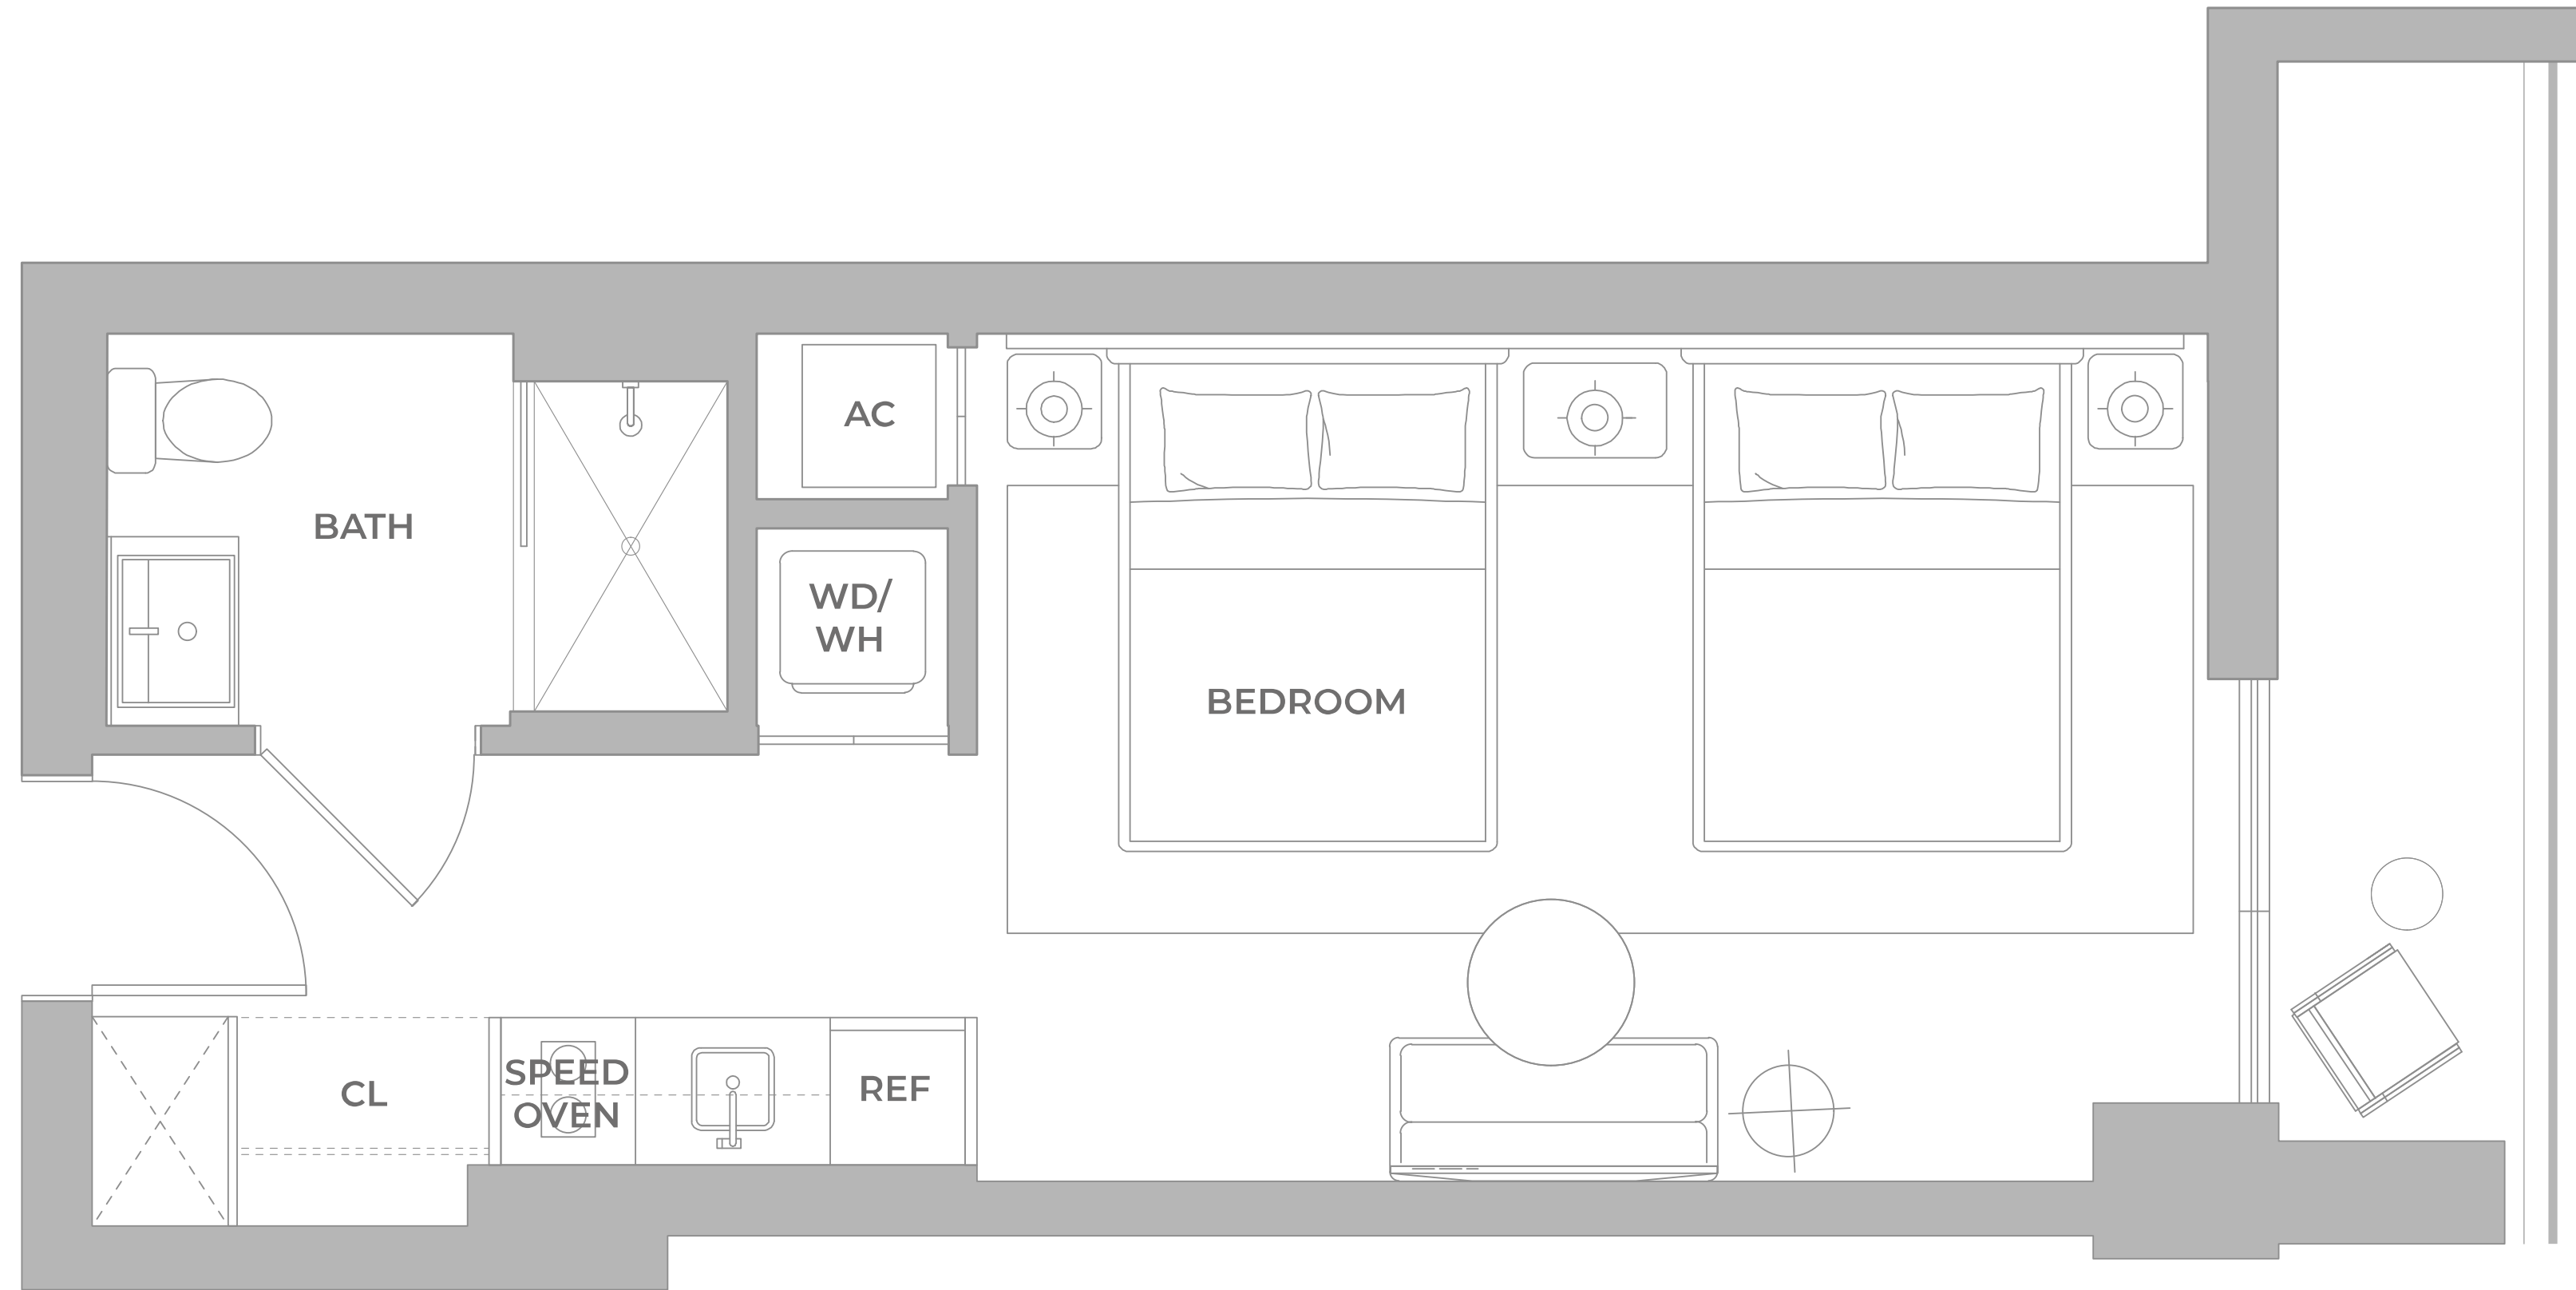 AC
BATH
WD/
WH
BEDROOM
CL
SPEED
OVEN
REF